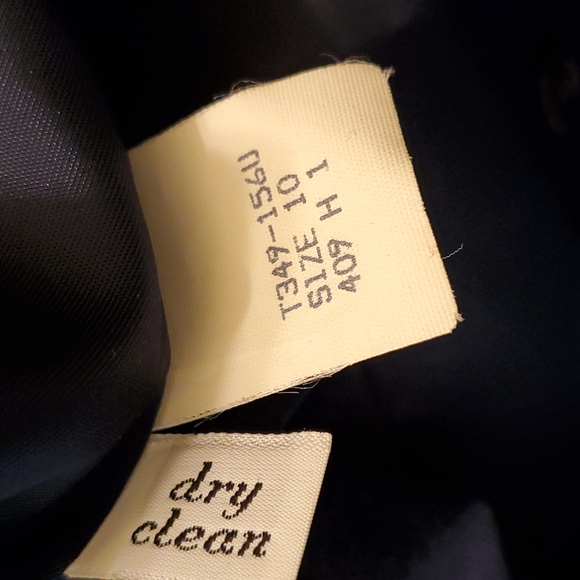 T349-156U
SIZE 10
409 H 1
dry
clean